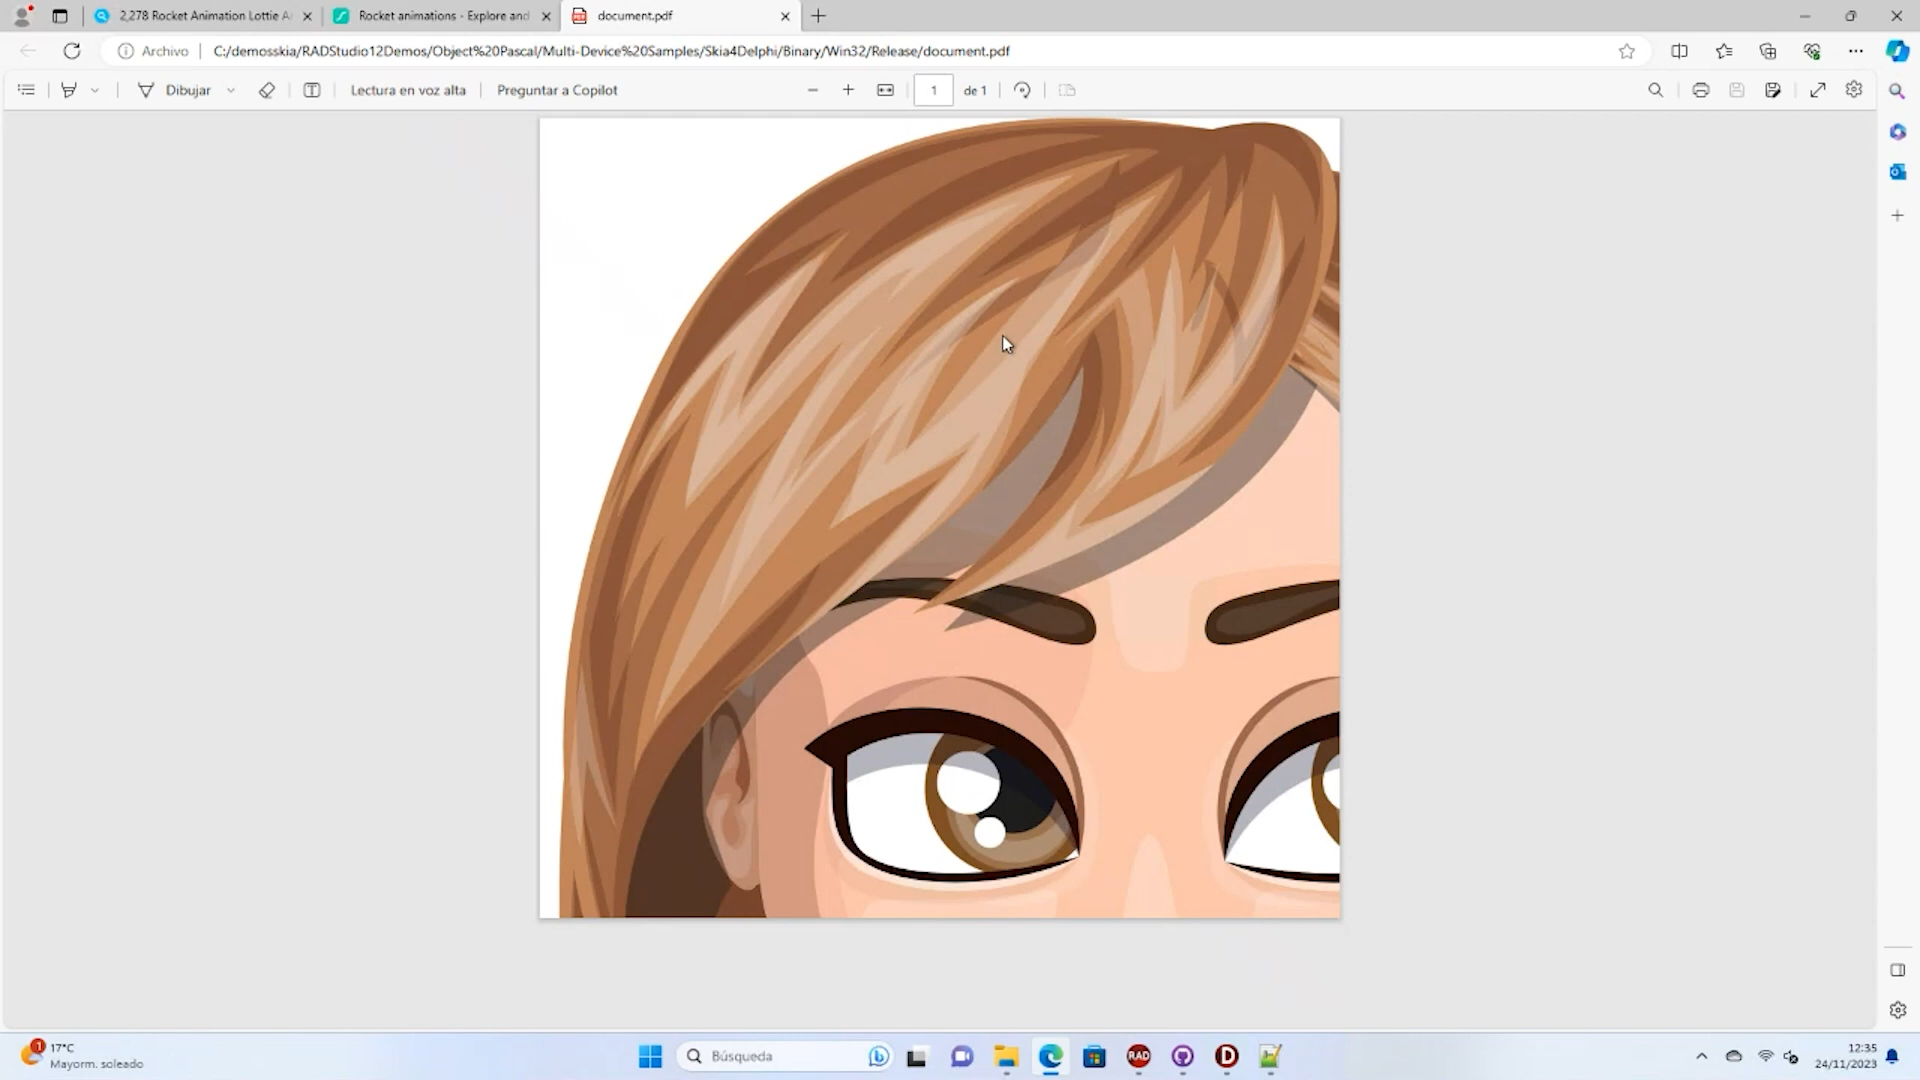 2,278 Rocket Animation Lottie A
Rocket animations - Explore and
document.pdf
Archivo
C:/demosskia/RADStudio12Demos/Object%20Pascal/Multi-Device%20Samples/Skia4Delphi/Binary/Win32/Release/document.pdf
Dibujar
Lectura en voz alta
Preguntar a Copilot
1 de 1
1
17°C
Mayorm. soleado
Búsqueda
RAD
D
12:35
24/11/2023